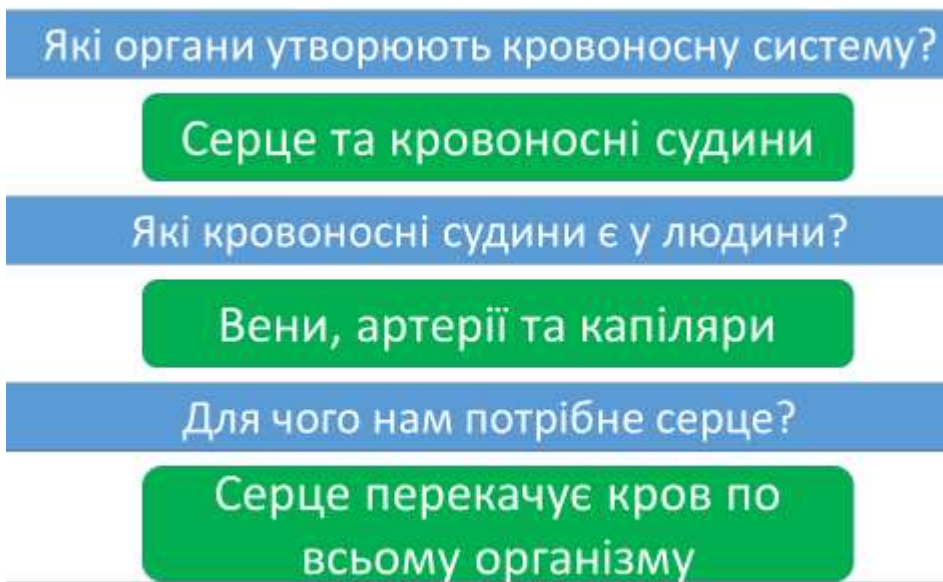 Які органи утворюють кровоносну систему?
Серце та кровоносні судини
Які кровоносні судини є у людини?
Вени, артерії та капіляри
Для чого нам потрібне серце?
Серце перекачує кров по
всьому організму